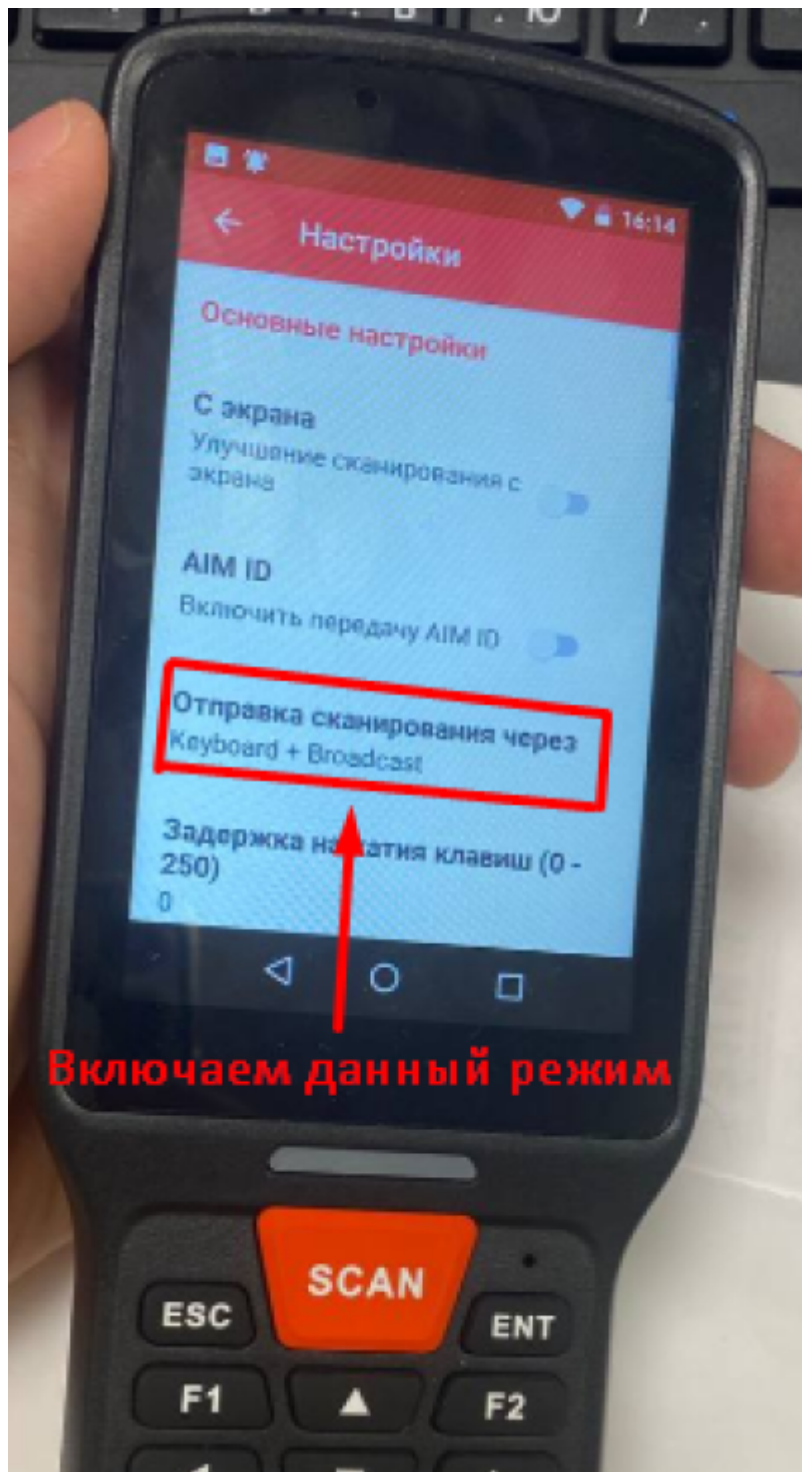 Ю
16:14
Настройки
Основные настройки
С экрана
Улучшение сканирования с
экрана
AIM ID
Включить передачу AIM ID
Отправка сканирования через
Keyboard + Broadcast
Задержка нажатия клавиш (0 -
250)
0
Включаем данный режим
SCAN
ESC
ENT
F1
F2